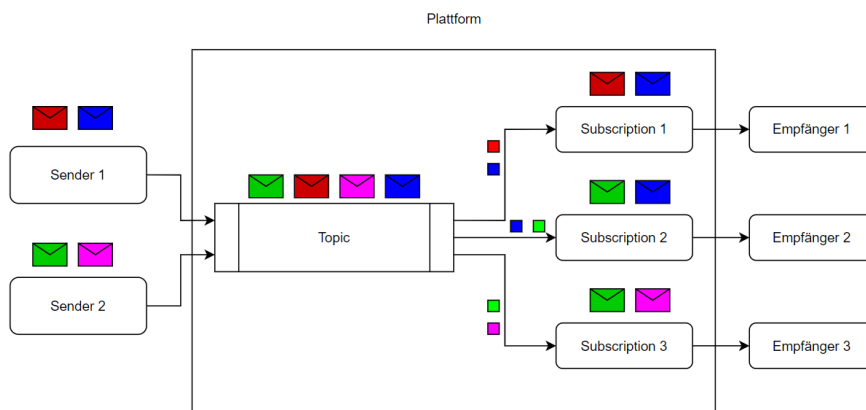 Plattform
Sender 1
Sender 2
Topic
Subscription 1
Subscription 2
Subscription 3
Empfänger 1
Empfänger 2
Empfänger 3